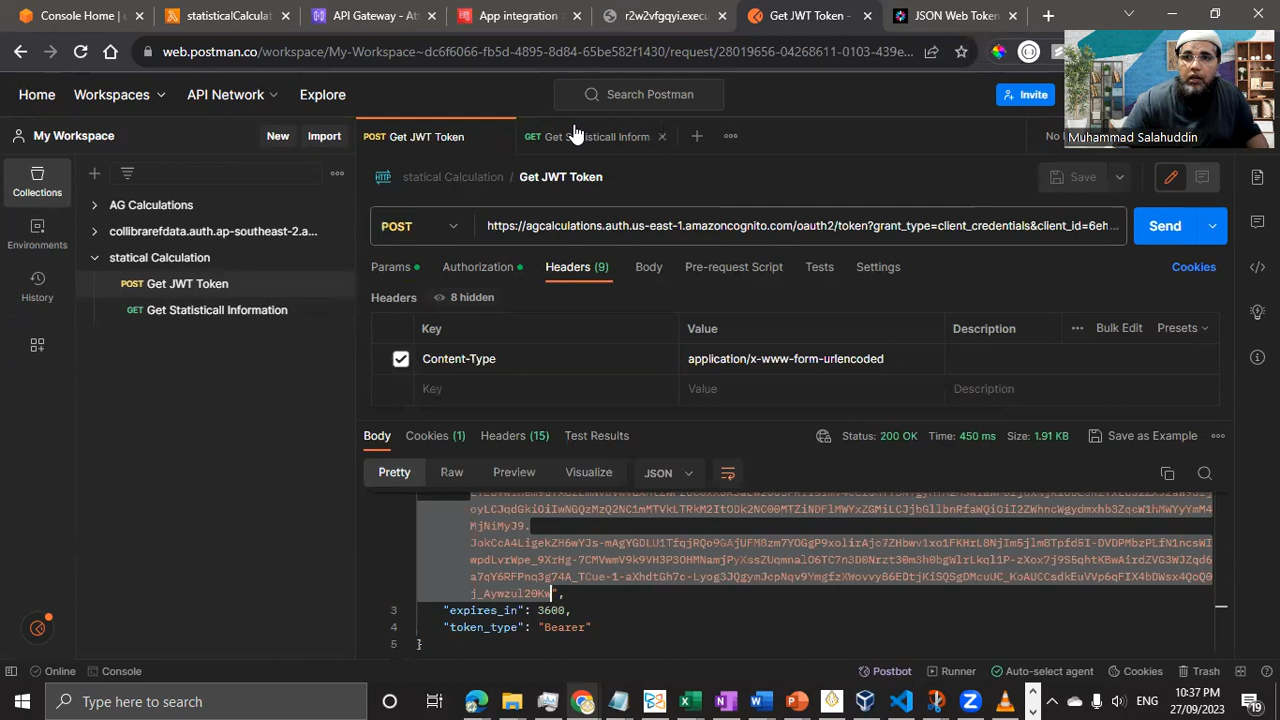 Console Home
statisticalCalculat
API Gateway - At
App integration
r2w2vfgqyi.execu
Get JWT Token -
JSON Web Token
web.postman.co/workspace/My-Workspace~dc6f6066-fb5d-4895-8d84-65be582f1430/request/28019656-04268611-0103-439e...
Home
Workspaces
API Network
Explore
Search Postman
Invite
Muhammad Salahuddin
My Workspace
New
Import
POST Get JWT Token
GET Get Statisticall Inform
Collections
Environments
History
AG Calculations
collibrarefdata.auth.ap-southeast-2.a...
statical Calculation
POST Get JWT Token
GET Get Statisticall Information
HTTP statical Calculation / Get JWT Token
Save
POST
https://agcalculations.auth.us-east-1.amazoncognito.com/oauth2/token?grant_type=client_credentials&client_id=6eh...
Send
Params
Authorization
Headers (9)
Body
Pre-request Script
Tests
Settings
Cookies
Headers
8 hidden
Key
Value
Description
Bulk Edit
Presets
Content-Type
application/x-www-form-urlencoded
Key
Value
Description
Body
Cookies (1)
Headers (15)
Test Results
Status: 200 OK
Time: 450 ms
Size: 1.91 KB
Save as Example
Pretty
Raw
Preview
Visualize
JSON
MjNiMyJ9.
j_Aywzul20Kw",
3 "expires_in": 3600,
4 "token_type": "Bearer"
5 }
Online
Console
Postbot
Runner
Auto-select agent
Cookies
Trash
Type here to search
ENG
10:37 PM
27/09/2023
19